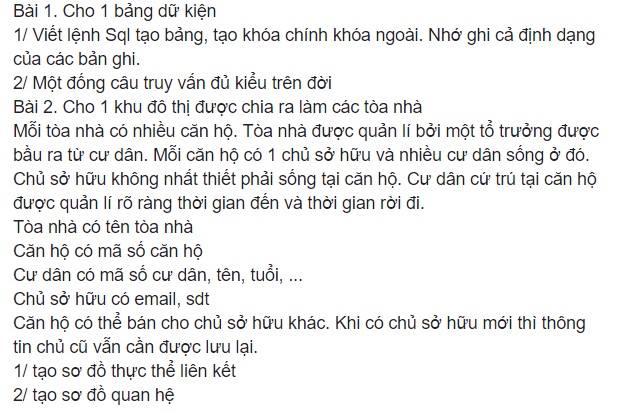 Bài 1. Cho 1 bảng dữ kiện
1/ Viết lệnh Sql tạo bảng, tạo khóa chính khóa ngoài. Nhớ ghi cả định dạng
của các bản ghi.
2/ Một đống câu truy vấn đủ kiểu trên đời
Bài 2. Cho 1 khu đô thị được chia ra làm các tòa nhà
Mỗi tòa nhà có nhiều căn hộ. Tòa nhà được quản lí bởi một tổ trưởng được
bầu ra từ cư dân. Mỗi căn hộ có 1 chủ sở hữu và nhiều cư dân sống ở đó.
Chủ sở hữu không nhất thiết phải sống tại căn hộ. Cư dân cứ trú tại căn hộ
được quản lí rõ ràng thời gian đến và thời gian rời đi.
Tòa nhà có tên tòa nhà
Căn hộ có mã số căn hộ
Cư dân có mã số cư dân, tên, tuổi, ...
Chủ sở hữu có email, sdt
Căn hộ có thể bán cho chủ sở hữu khác. Khi có chủ sở hữu mới thì thông
tin chủ cũ vẫn cần được lưu lại.
1/ tạo sơ đồ thực thể liên kết
2/ tạo sơ đồ quan hệ